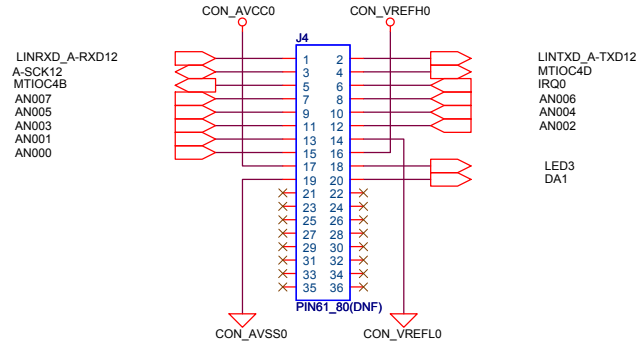 CON_AVCC0 CON_VREFH0
J4
LINRXD_A-RXD12 1 2 LINTXD_A-TXD12
A-SCK12 3 4 MTIOC4D
MTIOC4B 5 6 IRQ0
AN007 7 8 AN006
AN005 9 10 AN004
AN003 11 12 AN002
AN001 13 14
AN000 15 16
17 18 LED3
19 20 DA1
21 22
23 24
25 26
27 28
29 30
31 32
33 34
35 36
PIN61_80(DNF)
CON_AVSS0 CON_VREFL0